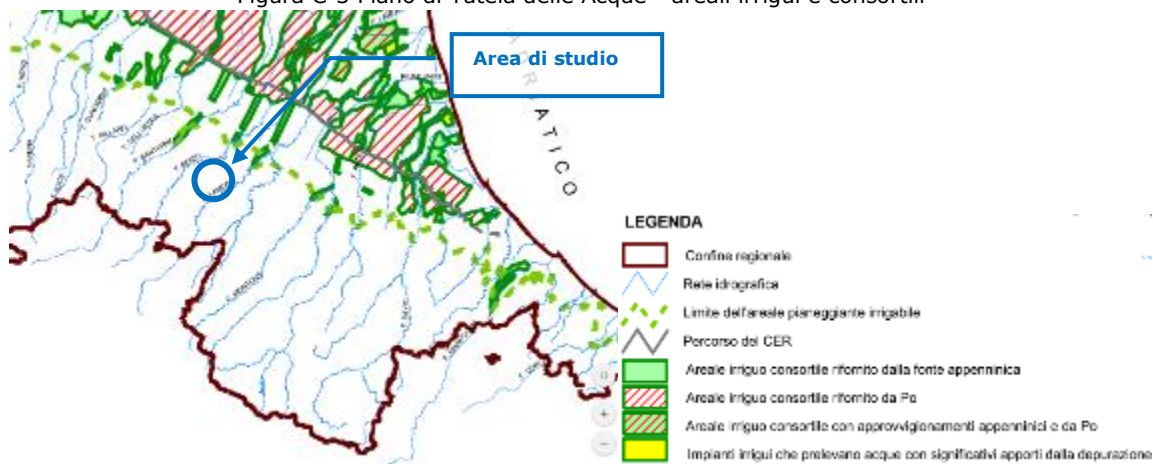 Figura C-5 Piano di Tutela delle Acque - areali irrigui e consortili
Area di studio
ADRIATICO
LEGENDA
Confine regionale
Rete idrografica
Limite dell'areale pianeggiante irrigabile
Percorso del CER
Areale irriguo consortile rifornito dalla fonte appenninica
Areale irriguo consortile rifornito da Po
Areale irriguo consortile con approvvigionamenti appenninici e da Po
Impianti irrigui che prelevano acque con significativi apporti dalla depurazione